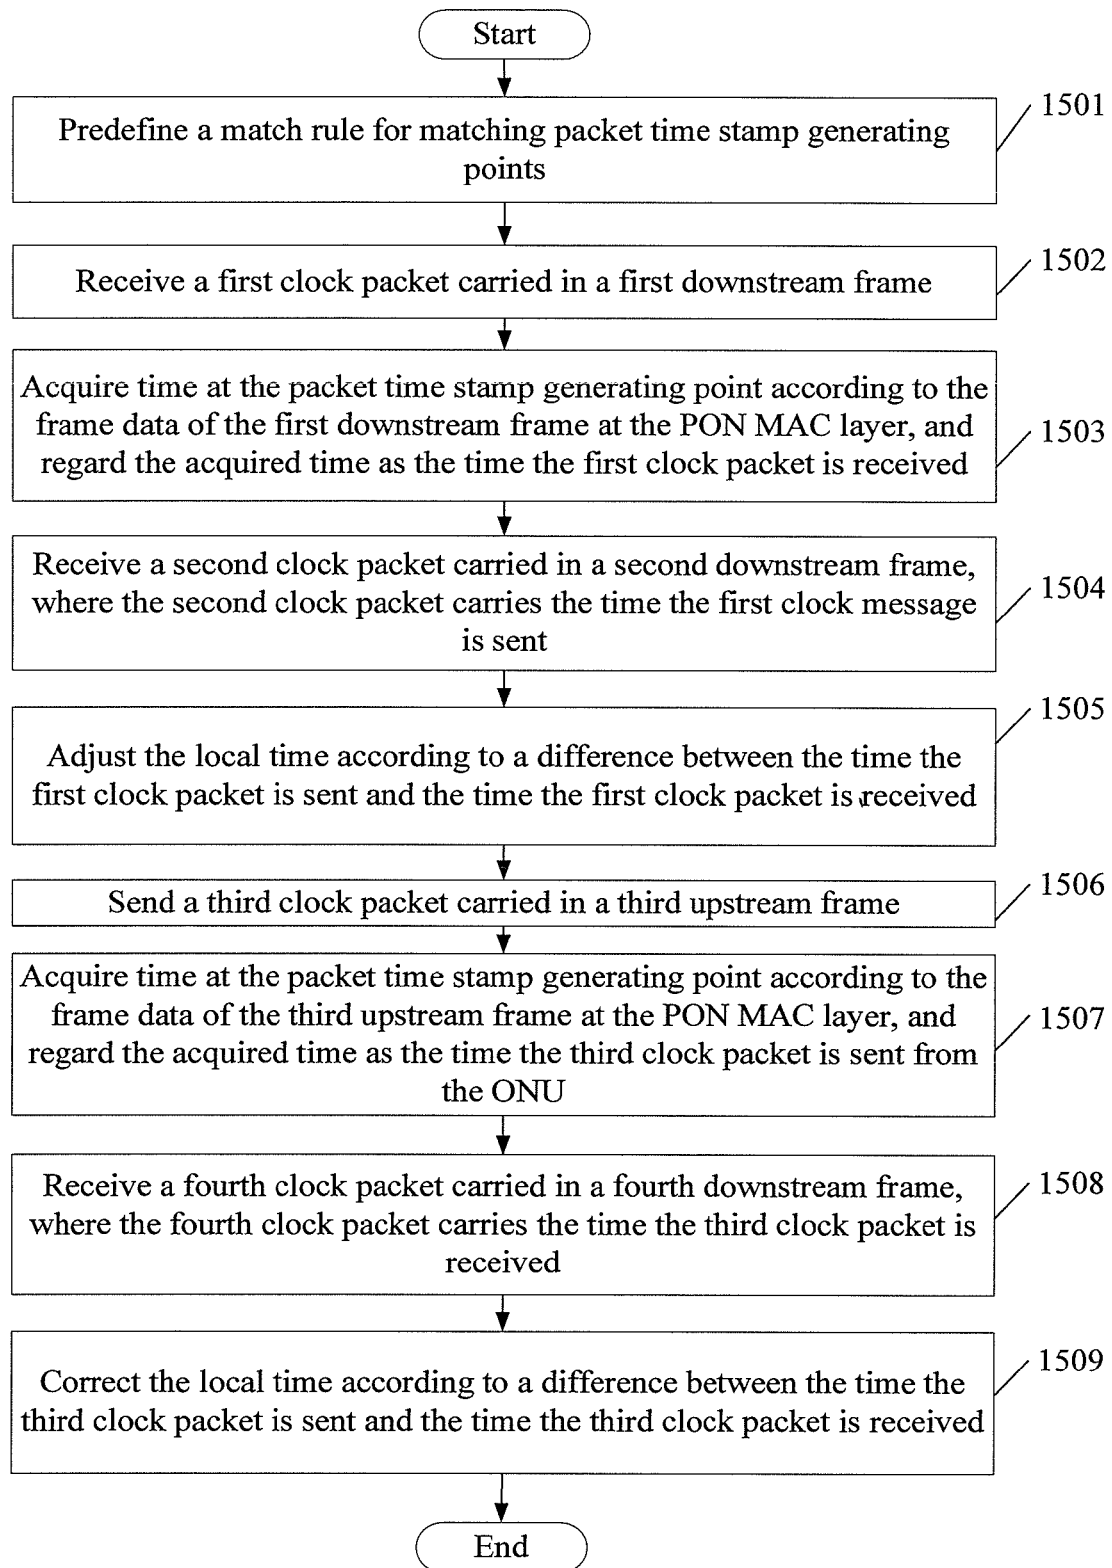 Start
1501
Predefine a match rule for matching packet time stamp generating
points
1502
Receive a first clock packet carried in a first downstream frame
Acquire time at the packet time stamp generating point according to the
frame data of the first downstream frame at the PON MAC layer, and
regard the acquired time as the time the first clock packet is received
1503
Receive a second clock packet carried in a second downstream frame,
where the second clock packet carries the time the first clock message
is sent
1504
1505
Adjust the local time according to a difference between the time the
first clock packet is sent and the time the first clock packet is received
1506
Send a third clock packet carried in a third upstream frame
Acquire time at the packet time stamp generating point according to the
frame data of the third upstream frame at the PON MAC layer, and
regard the acquired time as the time the third clock packet is sent from
the ONU
1507
Receive a fourth clock packet carried in a fourth downstream frame,
where the fourth clock packet carries the time the third clock packet is
received
1508
1509
Correct the local time according to a difference between the time the
third clock packet is sent and the time the third clock packet is received
End